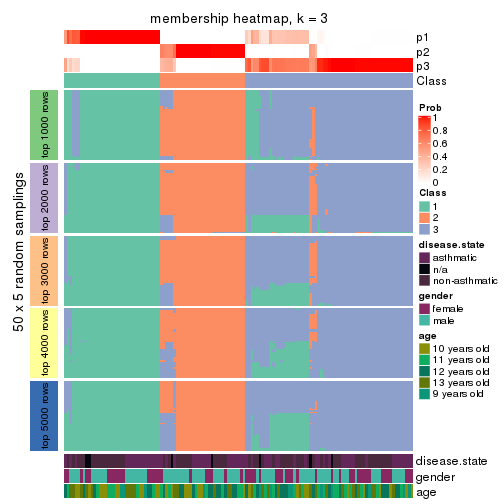 membership heatmap, k = 3
p1
p2
p3
Class
50 x 5 random samplings
top 1000 rows
top 2000 rows
top 3000 rows
top 4000 rows
top 5000 rows
Prob
1
0.8
0.6
0.4
0.2
0
Class
1
2
3
disease.state
asthmatic
n/a
non-asthmatic
gender
female
male
age
10 years old
11 years old
12 years old
13 years old
9 years old
disease.state
gender
age